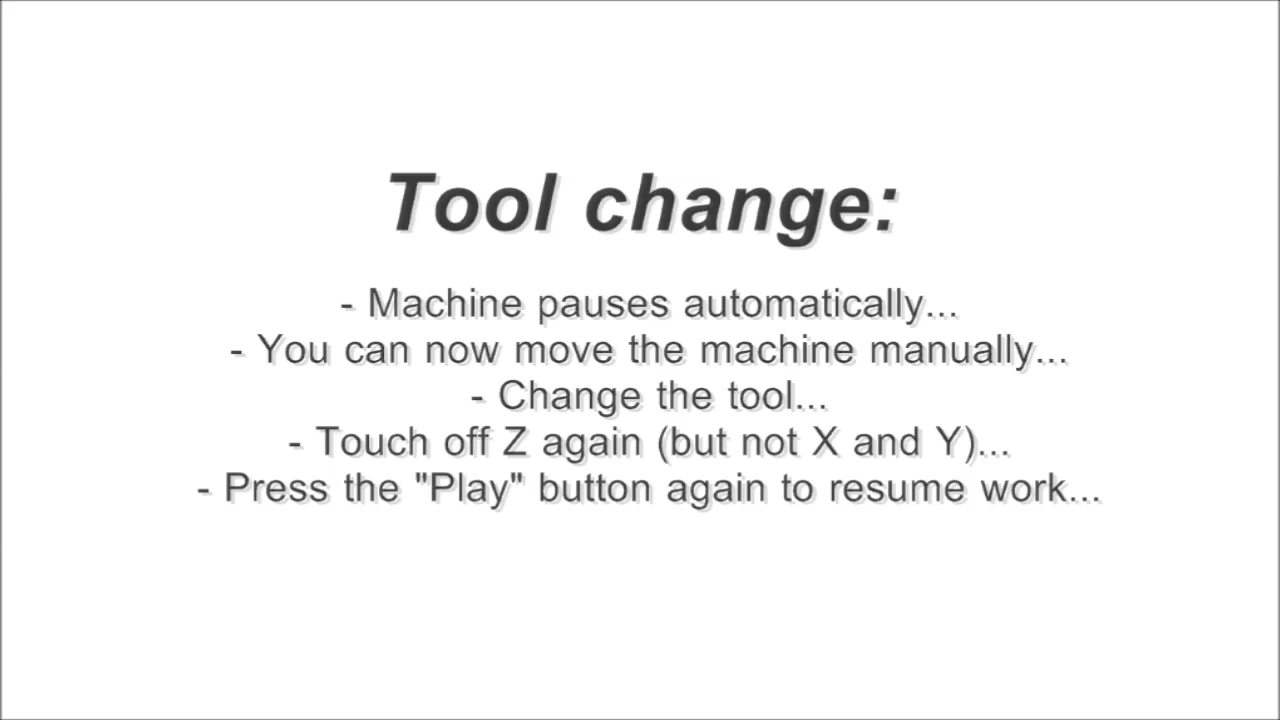 Tool change:
- Machine pauses automatically...
- You can now move the machine manually...
- Change the tool...
- Touch off Z again (but not X and Y)...
- Press the "Play" button again to resume work...